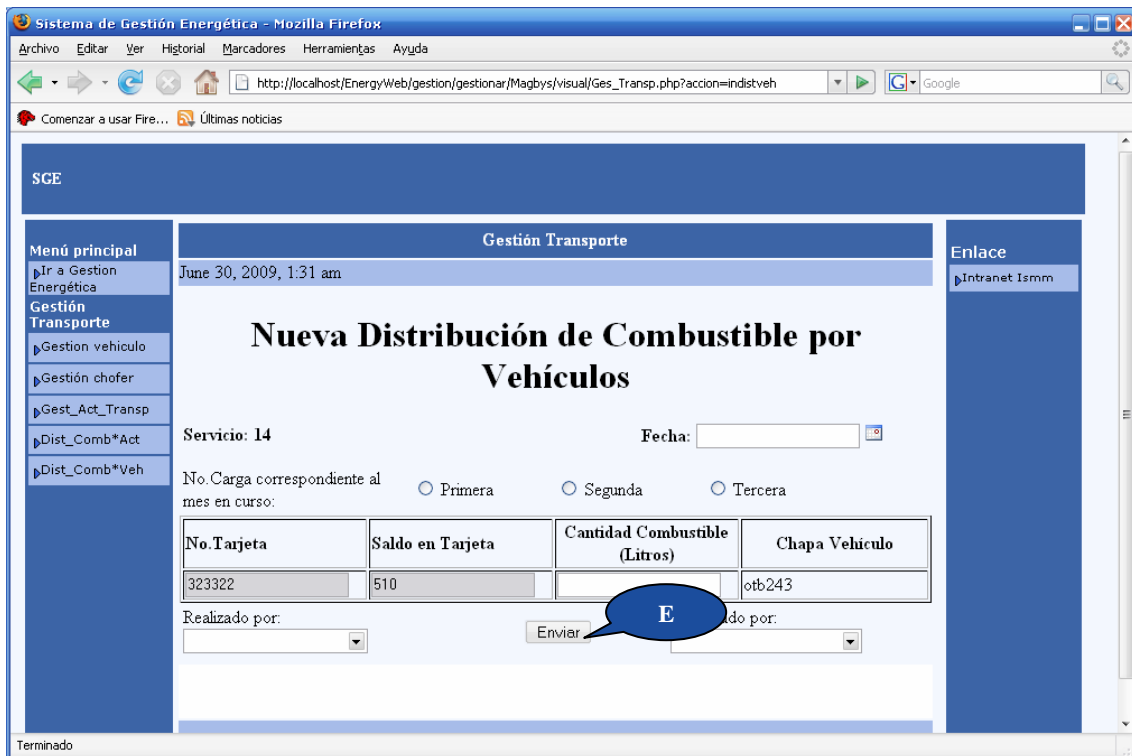 Sistema de Gestión Energética - Mozilla Firefox
Archivo Editar Ver Historial Marcadores Herramientas Ayuda
http://localhost/EnergyWeb/gestion/gestionar/Magbys/visual/Ges_Transp.php?accion=indistveh
G Google
Comenzar a usar Fire... Últimas noticias
SGE
Menú principal
Ir a Gestion
Energética
Gestión
Transporte
Gestion vehiculo
Gestión chofer
Gest_Act_Transp
Dist_Comb*Act
Dist_Comb*Veh
Gestión Transporte
June 30, 2009, 1:31 am
Nueva Distribución de Combustible por
Vehículos
Servicio: 14 Fecha:
No.Carga correspondiente al
mes en curso:
Primera Segunda Tercera
No.Tarjeta Saldo en Tarjeta Cantidad Combustible
(Litros) Chapa Vehículo
323322 510 otb243
Realizado por: Enviar E do por:
Enlace
Intranet Ismm
Terminado